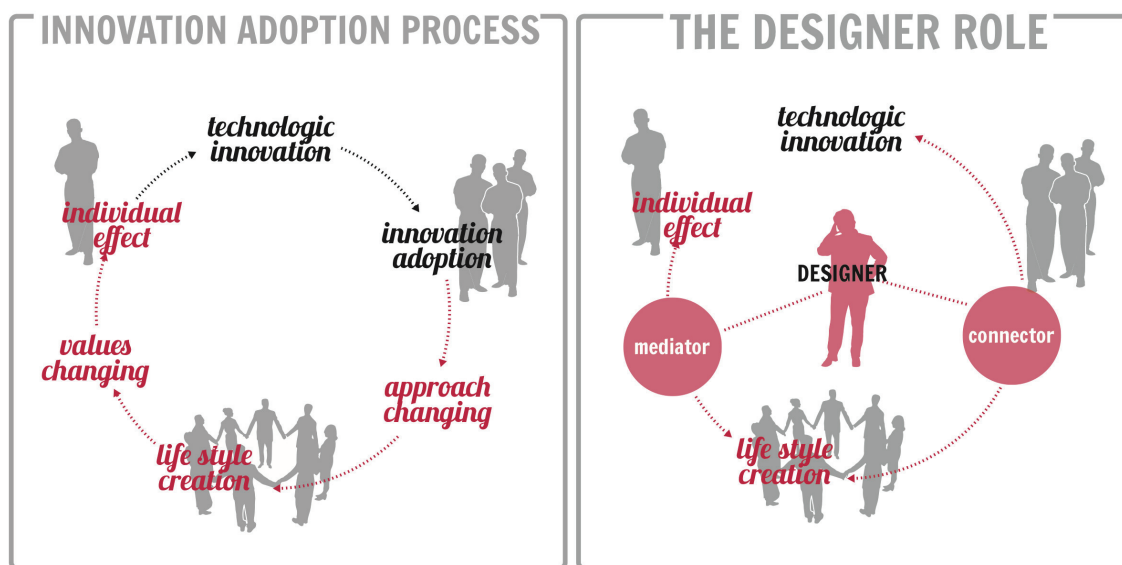 INNOVATION ADOPTION PROCESS
technologic
innovation
individual
effect
innovation
adoption
values
changing
approach
changing
life style
creation
THE DESIGNER ROLE
technologic
innovation
individual
effect
DESIGNER
mediator
connector
life style
creation